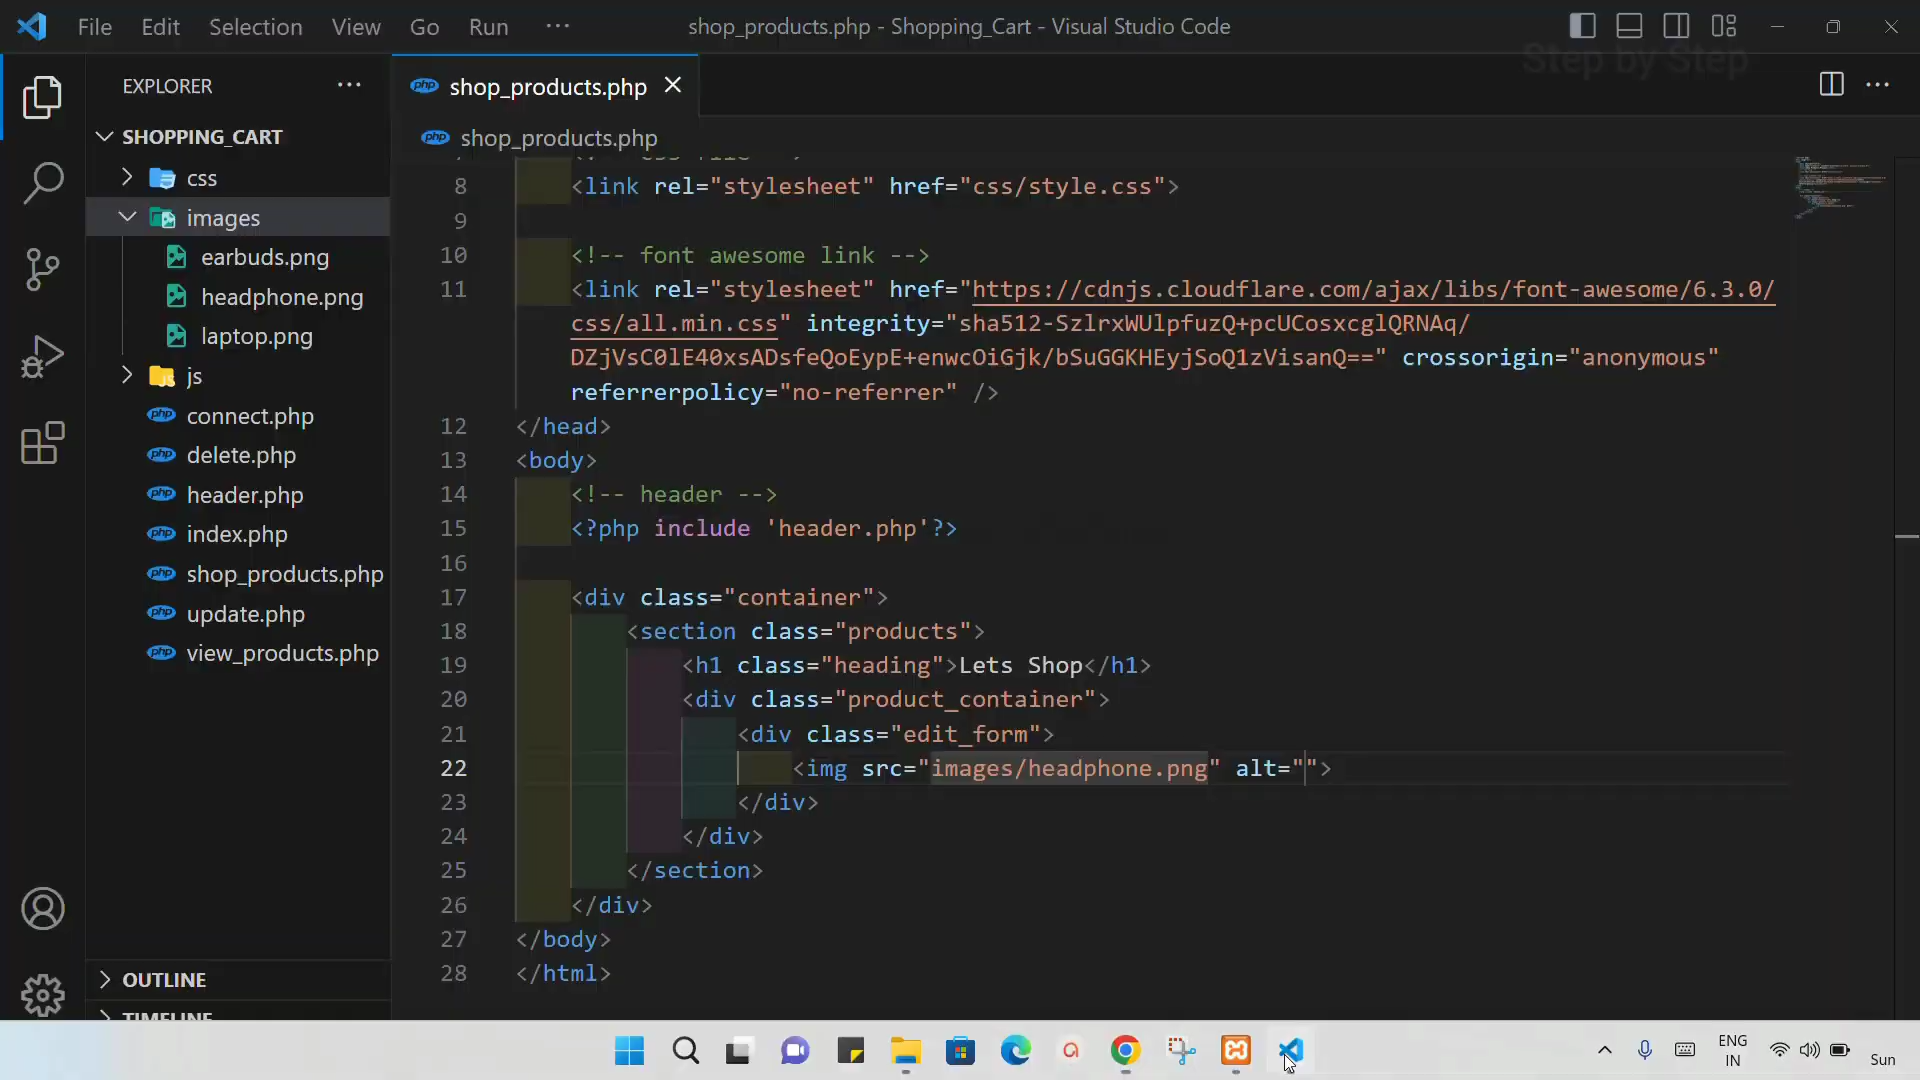 File Edit Selection View Go Run ··· shop_products.php - Shopping_Cart - Visual Studio Code
Step by Step
EXPLORER ···
SHOPPING_CART
css
images
earbuds.png
headphone.png
laptop.png
js
connect.php
delete.php
header.php
index.php
shop_products.php
update.php
view_products.php
OUTLINE
TIMELINE
php shop_products.php
php shop_products.php
8 <link rel="stylesheet" href="css/style.css">
9
10 <!-- font awesome link -->
11 <link rel="stylesheet" href="https://cdnjs.cloudflare.com/ajax/libs/font-awesome/6.3.0/
css/all.min.css" integrity="sha512-SzlrxWUlpfuzQ+pcUCosxcglQRNAq/
DZjVsC0lE40xsADsfeQoEypE+enwcOiGjk/bSuGGKHEyjSoQ1zVisanQ==" crossorigin="anonymous"
referrerpolicy="no-referrer" />
12 </head>
13 <body>
14 <!-- header -->
15 <?php include 'header.php'?>
16
17 <div class="container">
18 <section class="products">
19 <h1 class="heading">Lets Shop</h1>
20 <div class="product_container">
21 <div class="edit_form">
22 <img src="images/headphone.png" alt="">
23 </div>
24 </div>
25 </section>
26 </div>
27 </body>
28 </html>
ENG
IN
Sun